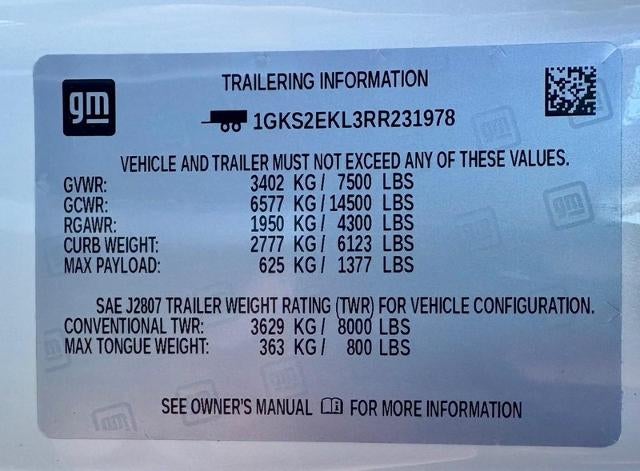 gm
TRAILERING INFORMATION
1GKS2EKL3RR231978
VEHICLE AND TRAILER MUST NOT EXCEED ANY OF THESE VALUES.
GVWR: 3402 KG / 7500 LBS
GCWR: 6577 KG / 14500 LBS
RGAWR: 1950 KG / 4300 LBS
CURB WEIGHT: 2777 KG / 6123 LBS
MAX PAYLOAD: 625 KG / 1377 LBS
SAE J2807 TRAILER WEIGHT RATING (TWR) FOR VEHICLE CONFIGURATION.
CONVENTIONAL TWR: 3629 KG / 8000 LBS
MAX TONGUE WEIGHT: 363 KG / 800 LBS
SEE OWNER'S MANUAL FOR MORE INFORMATION